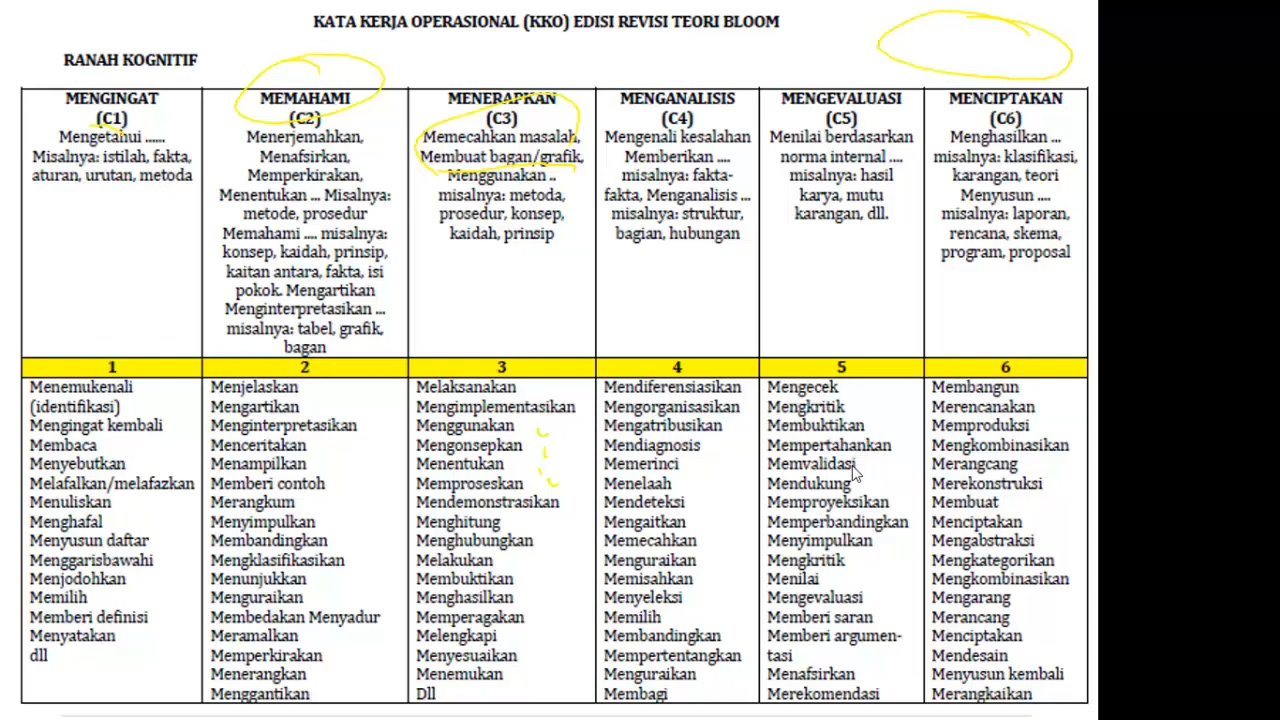 KATA KERJA OPERASIONAL (KKO) EDISI REVISI TEORI BLOOM
RANAH KOGNITIF
MENGINGAT
(C1)
Mengetahui ......
Misalnya: istilah, fakta,
aturan, urutan, metoda
MEMAHAMI
(C2)
Menerjemahkan,
Menafsirkan,
Memperkirakan,
Menentukan ... Misalnya:
metode, prosedur
Memahami .... misalnya:
konsep, kaidah, prinsip,
kaitan antara, fakta, isi
pokok. Mengartikan
Menginterpretasikan ...
misalnya: tabel, grafik,
bagan
MENERAPKAN
(C3)
Memecahkan masalah,
Membuat bagan/grafik,
Menggunakan ..
misalnya: metoda,
prosedur, konsep,
kaidah, prinsip
MENGANALISIS
(C4)
Mengenali kesalahan
Memberikan ....
misalnya: fakta-
fakta, Menganalisis ...
misalnya: struktur,
bagian, hubungan
MENGEVALUASI
(C5)
Menilai berdasarkan
norma internal ....
misalnya: hasil
karya, mutu
karangan, dll.
MENCIPTAKAN
(C6)
Menghasilkan ...
misalnya: klasifikasi,
karangan, teori
Menyusun ....
misalnya: laporan,
rencana, skema,
program, proposal
1 2 3 4 5 6
Menemukenali
(identifikasi)
Mengingat kembali
Membaca
Menyebutkan
Melafalkan/melafazkan
Menuliskan
Menghafal
Menyusun daftar
Menggarisbawahi
Menjodohkan
Memilih
Memberi definisi
Menyatakan
dll
Menjelaskan
Mengartikan
Menginterpretasikan
Menceritakan
Menampilkan
Memberi contoh
Merangkum
Menyimpulkan
Membandingkan
Mengklasifikasikan
Menunjukkan
Menguraikan
Membedakan Menyadur
Meramalkan
Memperkirakan
Menerangkan
Menggantikan
Melaksanakan
Mengimplementasikan
Menggunakan
Mengonsepkan
Menentukan
Memproseskan
Mendemonstrasikan
Menghitung
Menghubungkan
Melakukan
Membuktikan
Menghasilkan
Memperagakan
Melengkapi
Menyesuaikan
Menemukan
Dll
Mendiferensiasikan
Mengorganisasikan
Mengatribusikan
Mendiagnosis
Memerinci
Menelaah
Mendeteksi
Mengaitkan
Memecahkan
Menguraikan
Memisahkan
Menyeleksi
Memilih
Membandingkan
Mempertentangkan
Menguraikan
Membagi
Mengecek
Mengkritik
Membuktikan
Mempertahankan
Memvalidasi
Mendukung
Memproyeksikan
Memperbandingkan
Menyimpulkan
Mengkritik
Menilai
Mengevaluasi
Memberi saran
Memberi argumen-
tasi
Menafsirkan
Merekomendasi
Membangun
Merencanakan
Memproduksi
Mengkombinasikan
Merangcang
Merekonstruksi
Membuat
Menciptakan
Mengabstraksi
Mengkategorikan
Mengkombinasikan
Mengarang
Merancang
Menciptakan
Mendesain
Menyusun kembali
Merangkaikan